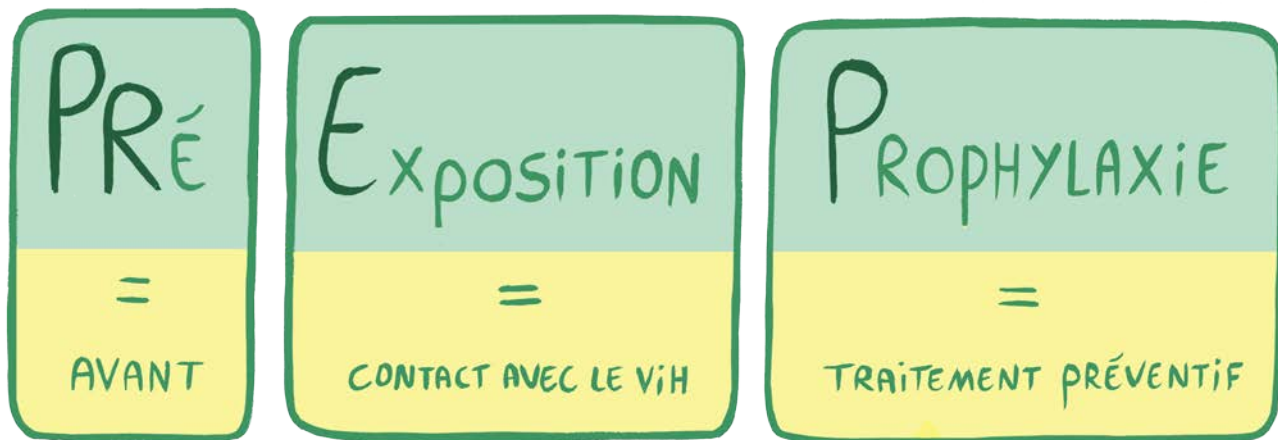 PRÉ
=
AVANT
EXPOSITION
=
CONTACT AVEC LE VIH
PROPHYLAXIE
=
TRAITEMENT PRÉVENTIF